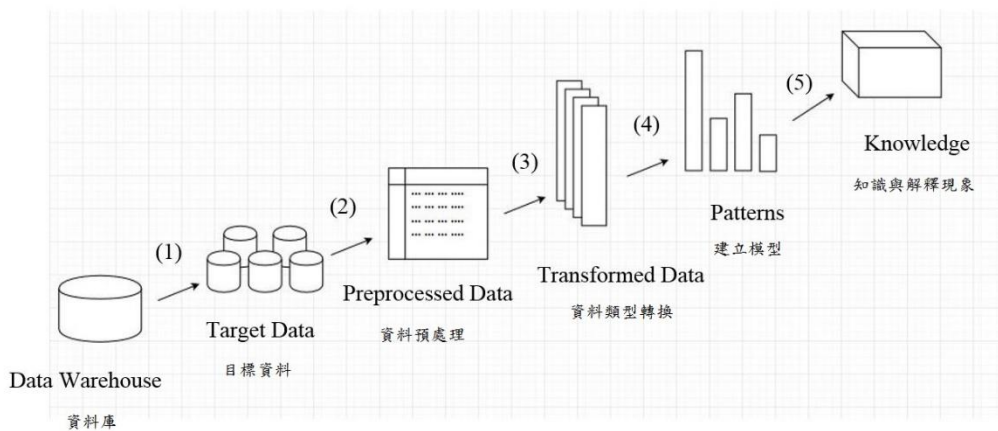 (1)
(2)
(3)
(4)
(5)
Data Warehouse
資料庫
Target Data
目標資料
Preprocessed Data
資料預處理
Transformed Data
資料類型轉換
Patterns
建立模型
Knowledge
知識與解釋現象